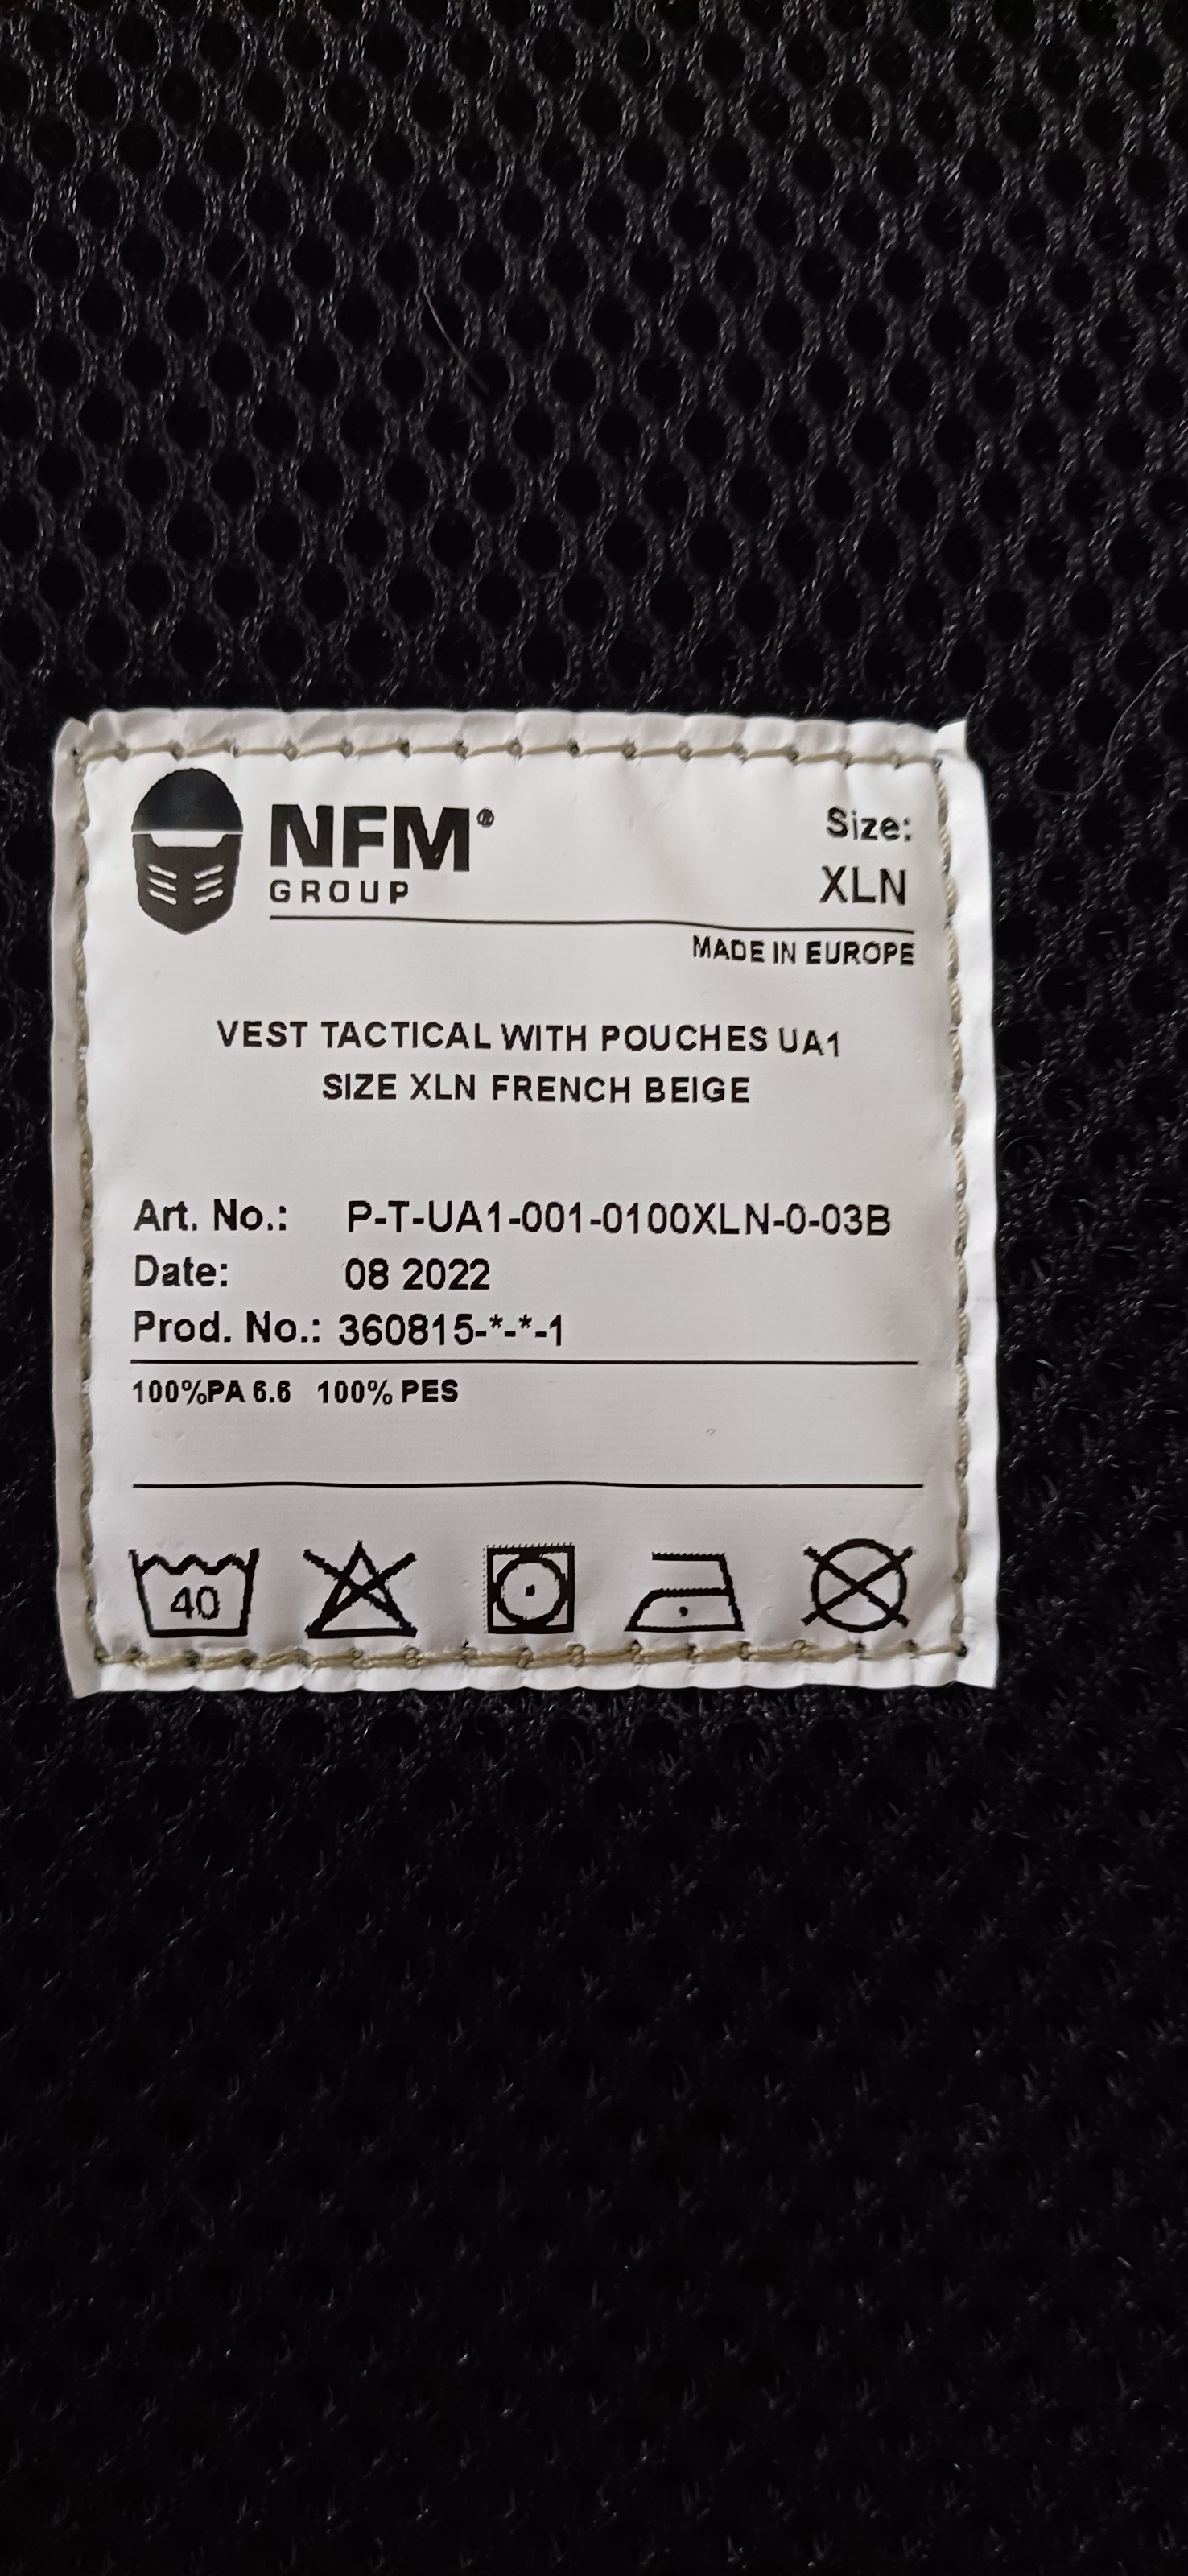 NFM®
GROUP
Size:
XLN
MADE IN EUROPE
VEST TACTICAL WITH POUCHES UA1
SIZE XLN FRENCH BEIGE
Art. No.: P-T-UA1-001-0100XLN-0-03B
Date: 08 2022
Prod. No.: 360815-*-*-1
100%PA 6.6 100% PES
40